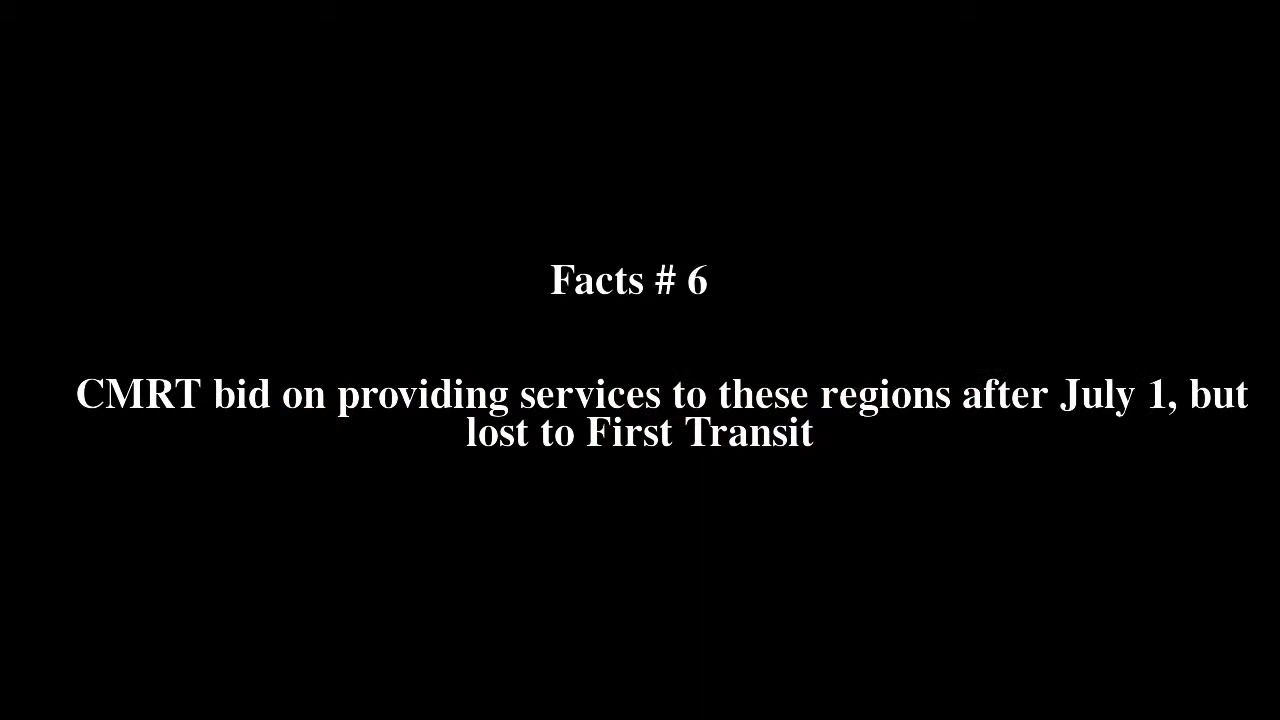 Facts # 6
CMRT bid on providing services to these regions after July 1, but
lost to First Transit